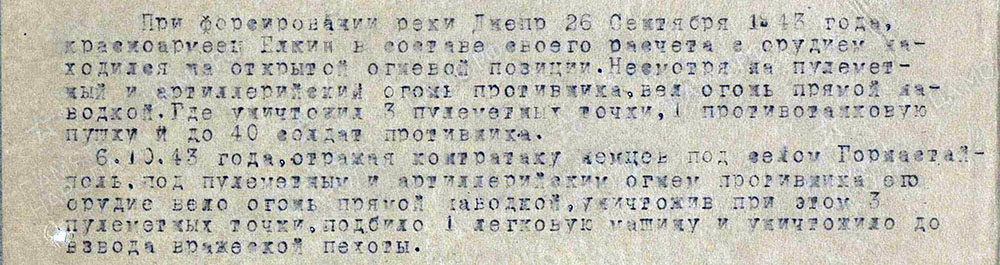 При форсировании реки Днепр 26 Сентября 1943 года,
красноармеец Елкин в составе своего расчета с орудием на-
ходился на открытой огневой позиции.Несмотря на пулемет-
ный и артиллерийский огонь противника,вел огонь прямой на-
водкой.Где уничтожил 3 пулеметных точки,1 противотанковую
пушку и до 40 солдат противника.
6.10.43 года,отражая контратаку немцев под селом Горностай-
поль,под пулеметным и артиллерийским огнем противника его
орудие вело огонь прямой наводкой,уничтожив при этом 3
пулеметных точки,подбило 1 легковую машину и уничтожило до
взвода вражеской пехоты.